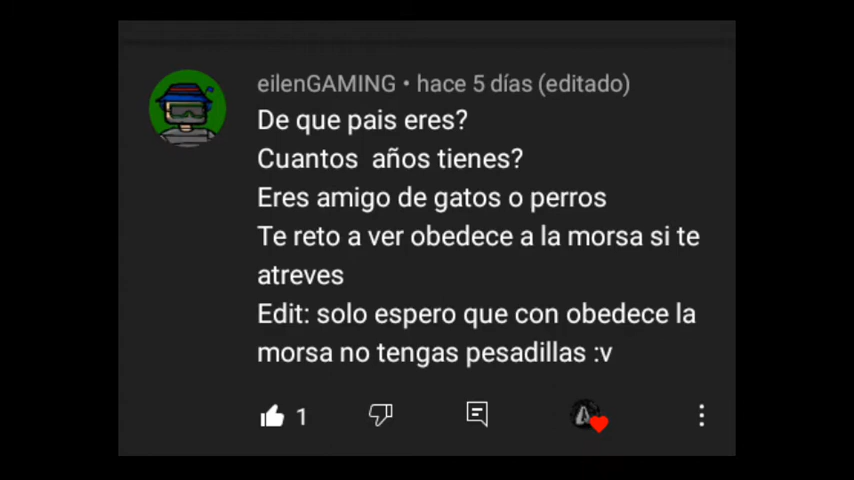 eilenGAMING • hace 5 días (editado)
De que pais eres?
Cuantos  años tienes?
Eres amigo de gatos o perros
Te reto a ver obedece a la morsa si te
atreves
Edit: solo espero que con obedece la
morsa no tengas pesadillas :v
1